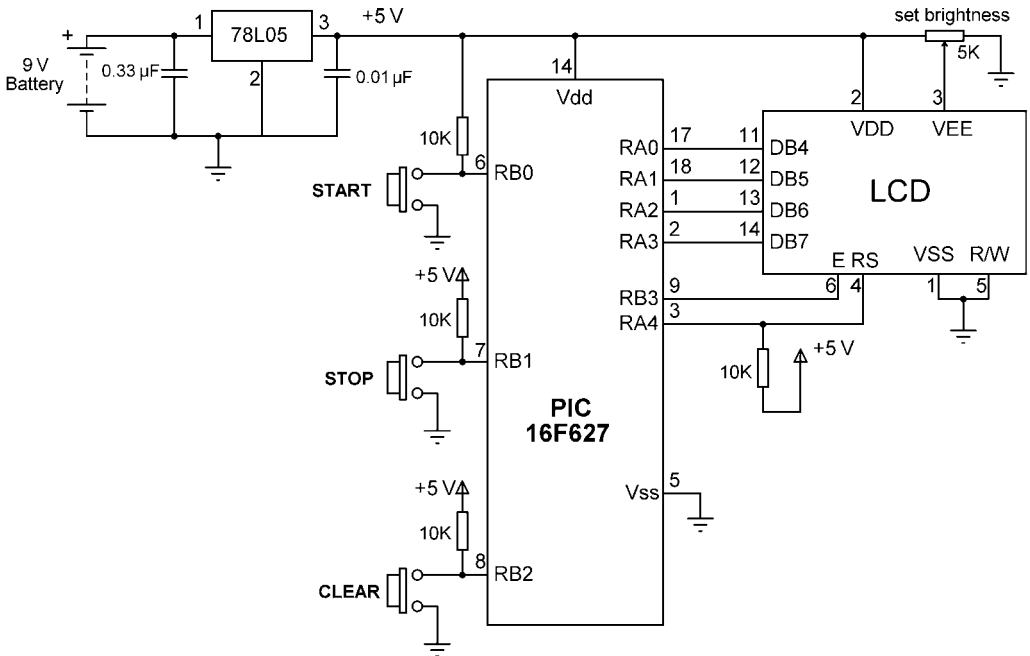 set brightness
+5 V
1 78L05 3
5K
+
9 V
Battery
0.33 µF
2
0.01 µF
14
Vdd
2 3
VDD VEE
10K
17 11
RA0 DB4
6
RB0
START
18 12
RA1 DB5
LCD
1 13
RA2 DB6
2 14
RA3 DB7
E RS VSS R/W
+5 V
9
RB3
6 4 1 5
10K
3
RA4
7
RB1
STOP
+5 V
10K
PIC
16F627
+5 V
5
Vss
10K
8
RB2
CLEAR